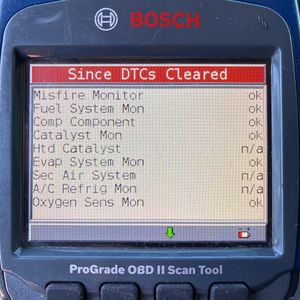 BOSCH
Since DTCs Cleared
Misfire Monitor ok
Fuel System Mon ok
Comp Component ok
Catalyst Mon ok
Htd Catalyst n/a
Evap System Mon ok
Sec Air System n/a
A/C Refrig Mon n/a
Oxygen Sens Mon ok
ProGrade OBD II Scan Tool